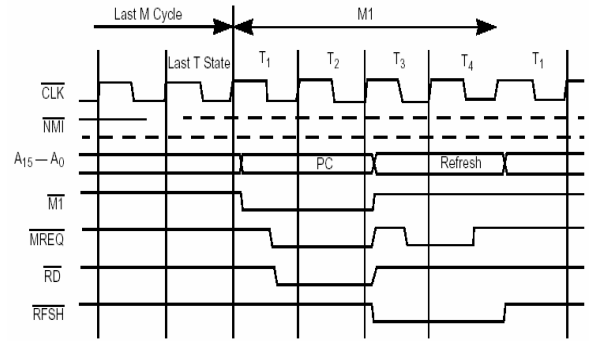 Last M Cycle M1
Last T State T1 T2 T3 T4 T1
CLK
NMI
A15 — A0 PC Refresh
M1
MREQ
RD
RFSH